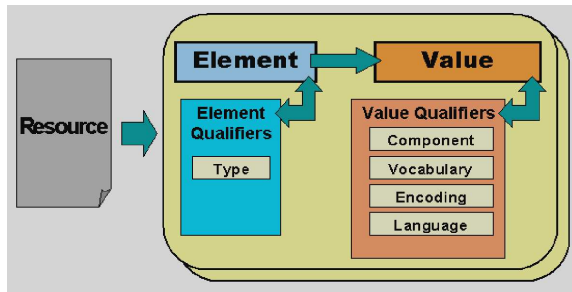 Resource
Element
Value
Element
Qualifiers
Type
Value Qualifiers
Component
Vocabulary
Encoding
Language